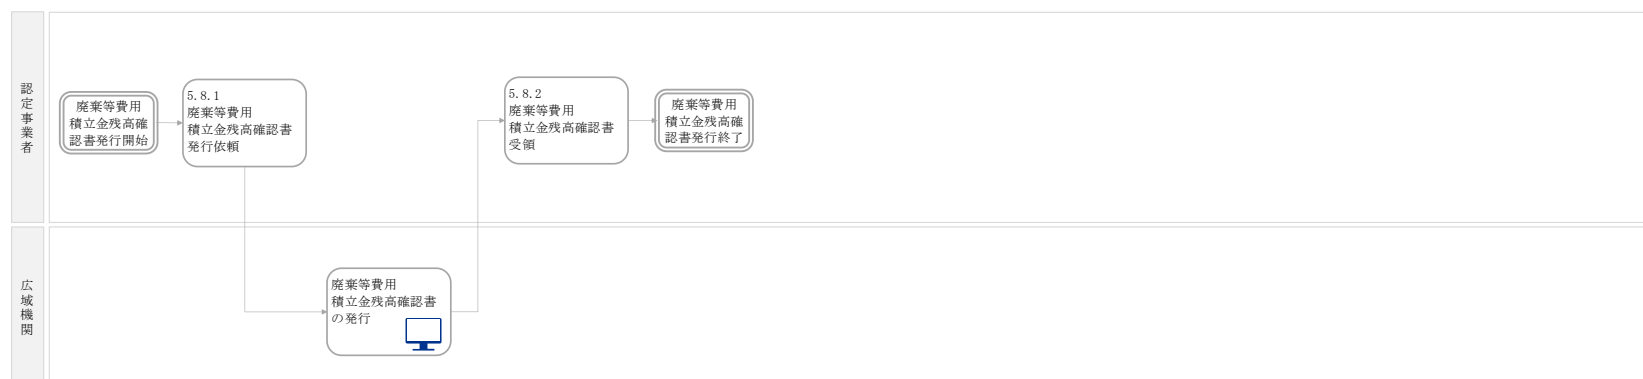 認定事業者
廃棄等費用
積立金残高確
認書発行開始
5.8.1
廃棄等費用
積立金残高確認書
発行依頼
5.8.2
廃棄等費用
積立金残高確認書
受領
廃棄等費用
積立金残高確
認書発行終了
広域機関
廃棄等費用
積立金残高確認書
の発行